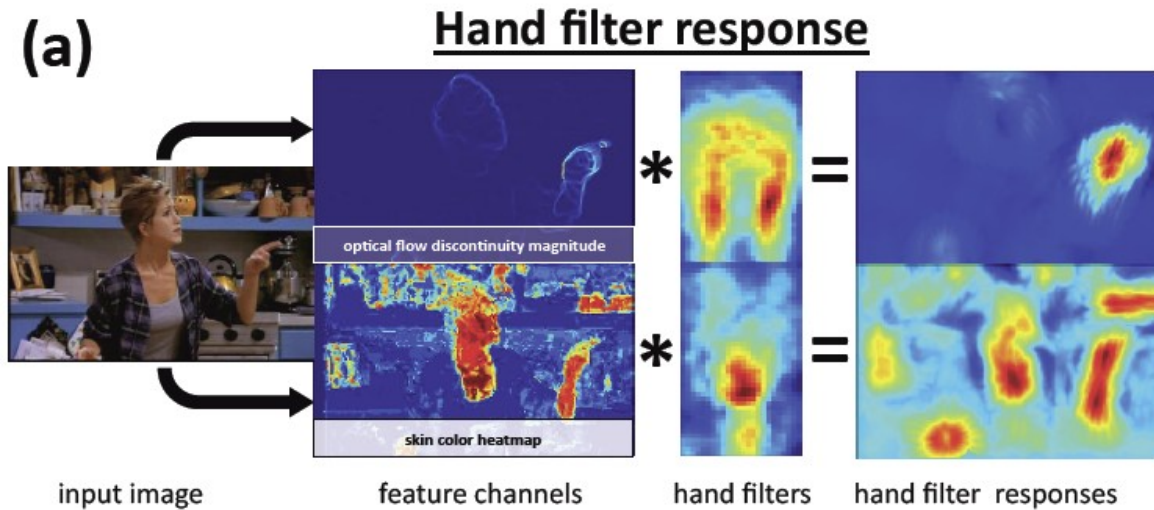 (a)
Hand filter response
optical flow discontinuity magnitude
* =
skin color heatmap
* =
input image feature channels hand filters hand filter responses